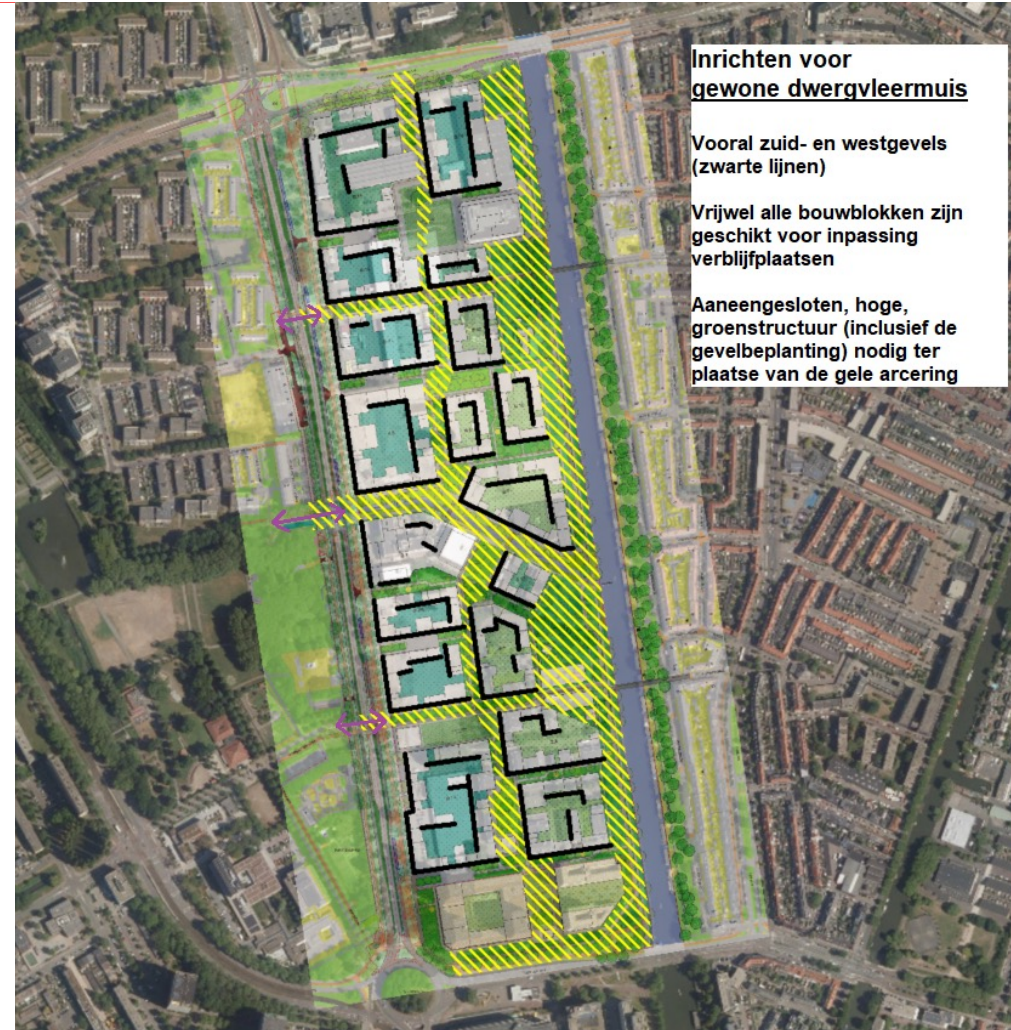 Inrichten voor
gewone dwergvleermuis
Vooral zuid- en westgevels
(zwarte lijnen)
Vrijwel alle bouwblokken zijn
geschikt voor inpassing
verblijfplaatsen
Aaneengesloten, hoge,
groenstructuur (inclusief de
gevelbeplanting) nodig ter
plaatse van de gele arcering